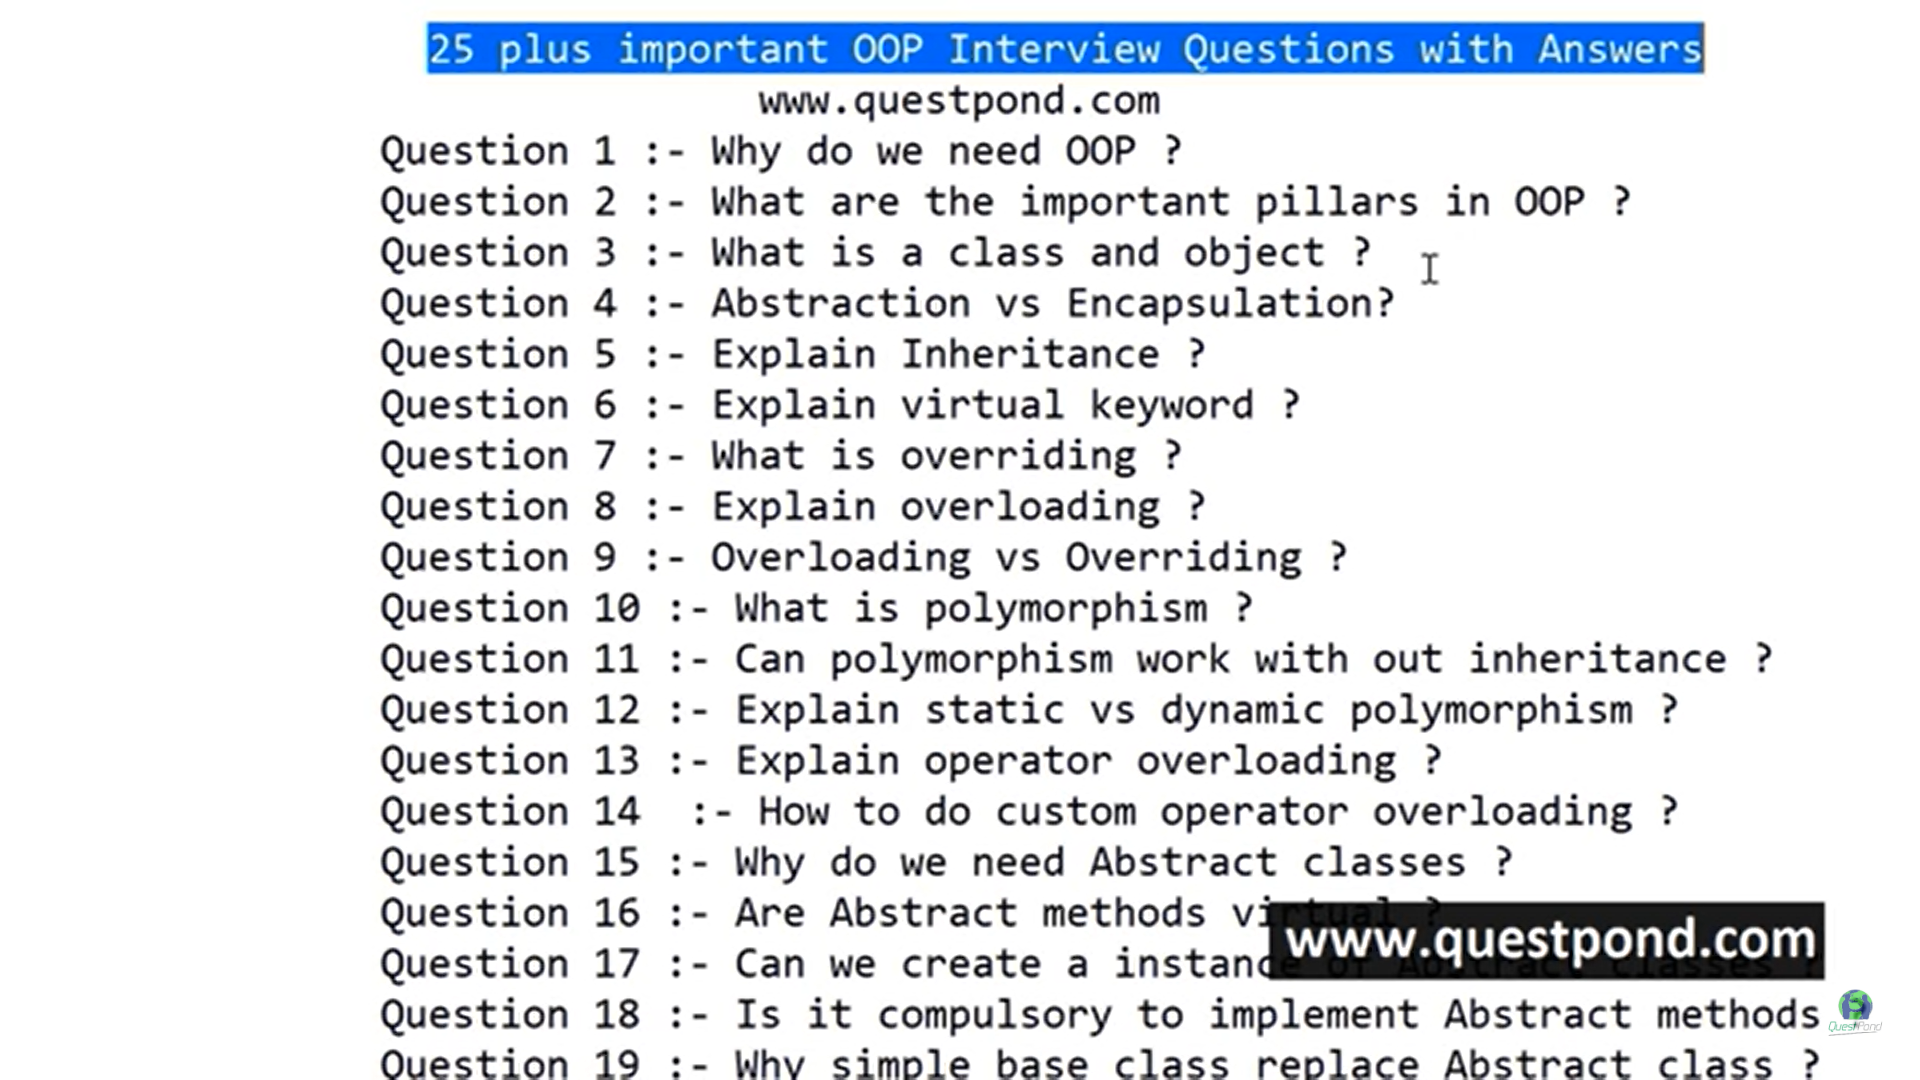 25 plus important OOP Interview Questions with Answers
www.questpond.com
Question 1 :- Why do we need OOP ?
Question 2 :- What are the important pillars in OOP ?
Question 3 :- What is a class and object ?
Question 4 :- Abstraction vs Encapsulation?
Question 5 :- Explain Inheritance ?
Question 6 :- Explain virtual keyword ?
Question 7 :- What is overriding ?
Question 8 :- Explain overloading ?
Question 9 :- Overloading vs Overriding ?
Question 10 :- What is polymorphism ?
Question 11 :- Can polymorphism work with out inheritance ?
Question 12 :- Explain static vs dynamic polymorphism ?
Question 13 :- Explain operator overloading ?
Question 14  :- How to do custom operator overloading ?
Question 15 :- Why do we need Abstract classes ?
Question 16 :- Are Abstract methods virtual ?
www.questpond.com
Question 17 :- Can we create a instance of Abstract classes ?
Question 18 :- Is it compulsory to implement Abstract methods
QuestPond
Question 19 :- Why simple base class replace Abstract class ?